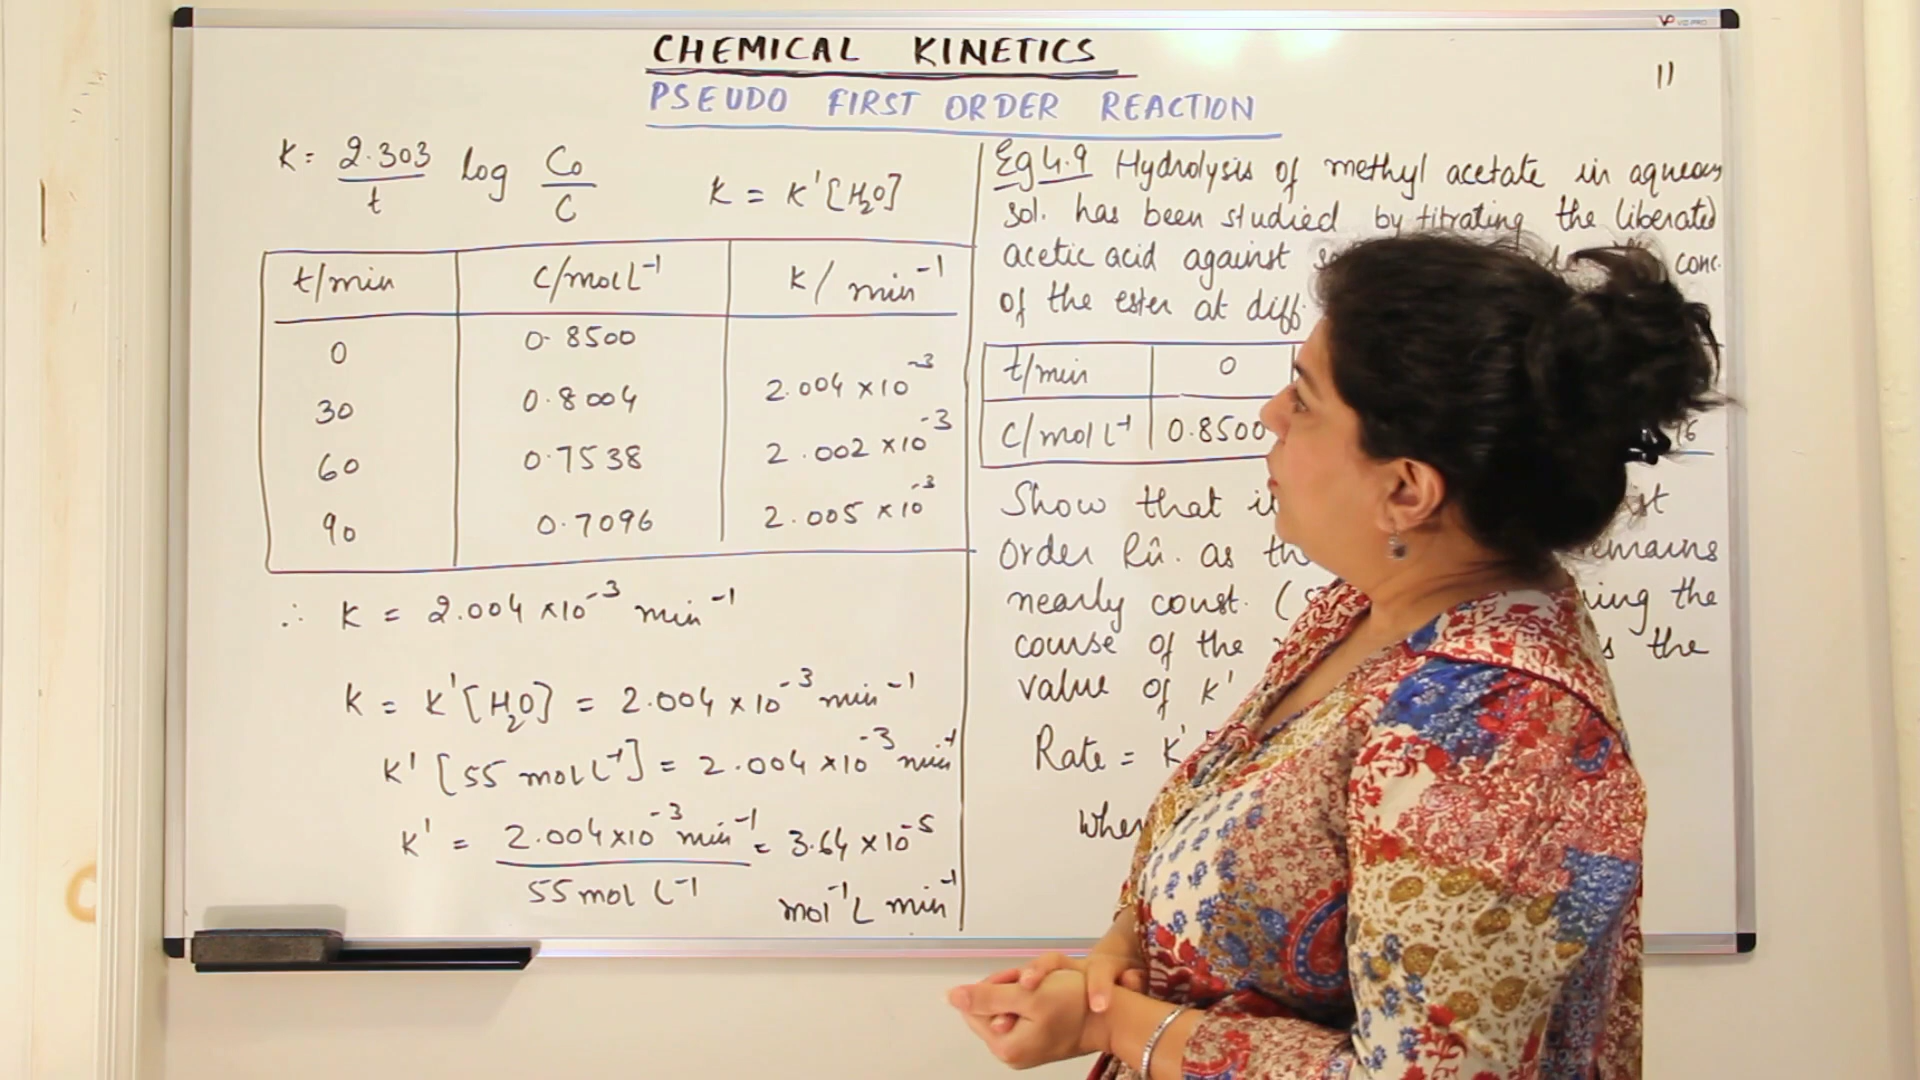 VIZ-PRO
CHEMICAL KINETICS
11
PSEUDO FIRST ORDER REACTION
K = 2.303/t log C₀/C
K = K'[H₂O]
t/min C/mol L⁻¹ K/ min⁻¹
0 0.8500
30 0.8004 2.004 × 10⁻³
60 0.7538 2.002 × 10⁻³
90 0.7096 2.005 × 10⁻³
∴ K = 2.004 × 10⁻³ min⁻¹
K = K'[H₂O] = 2.004 × 10⁻³ min⁻¹
K' [55 mol L⁻¹] = 2.004 × 10⁻³ min⁻¹
K' = 2.004 × 10⁻³ min⁻¹ / 55 mol L⁻¹ = 3.64 × 10⁻⁵
mol⁻¹ L min⁻¹
Eg 4.9 Hydrolysis of methyl acetate in aqueous
sol. has been studied by titrating the liberated
acetic acid against conc.
of the ester at diff.
t/min 0
C/mol L⁻¹ 0.8500
Show that
Order Rxn. as remains
nearly const. the
course of the the
value of K'
Rate = K'